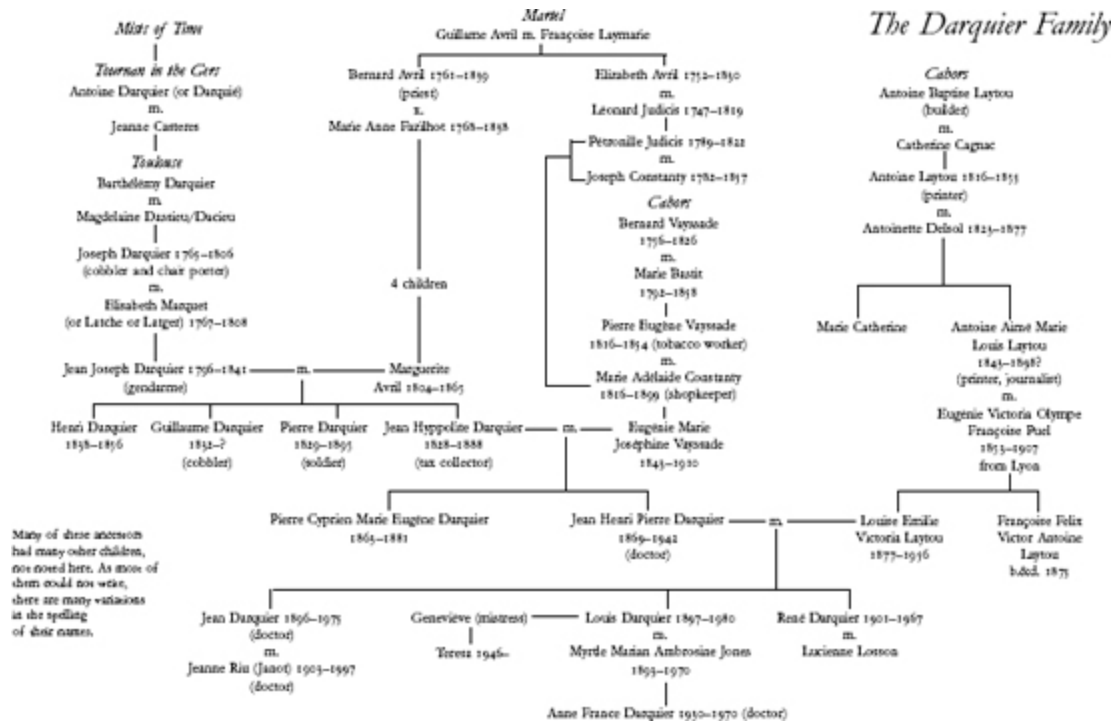 The Darquier Family
Mists of Time
Tournan in the Gers
Antoine Darquier (or Darquié)
m.
Jeanne Casteres
Toulouse
Barthélémy Darquier
m.
Magdelaine Dassieu/Dacieu
Joseph Darquier 1765–1806
(cobbler and chair porter)
m.
Elisabeth Marquet
(or Latche or Larger) 1767–1808
Jean Joseph Darquier 1796–1841
(gendarme)
m.
Martel
Guillame Avril m. Françoise Laymarie
Bernard Avril 1761–1839
(priest)
x.
Marie Anne Farilhot 1768–1838
4 children
Marguerite
Avril 1804–1865
Elizabeth Avril 1752–1830
m.
Léonard Judicis 1747–1819
Pétronille Judicis 1789–1822
m.
Joseph Constanty 1782–1857
Cahors
Bernard Vayssade
1756–1826
m.
Marie Bastit
1792–1858
Pierre Eugène Vayssade
1816–1854 (tobacco worker)
m.
Marie Adélaide Constanty
1816–1899 (shopkeeper)
Cahors
Antoine Baptise Laytou
(builder)
m.
Catherine Cagnac
Antoine Laytou 1816–1855
(printer)
m.
Antoinette Delsol 1823–1877
Marie Catherine
Antoine Aimé Marie
Louis Laytou
1843–1898?
(printer, journalist)
m.
Eugénie Victoria Olympe
Françoise Puel
1853–1907
from Lyon
Henri Darquier
1838–1856
Guillaume Darquier
1832–?
(cobbler)
Pierre Darquier
1829–1895
(soldier)
Jean Hyppolite Darquier
1828–1888
(tax collector)
m.
Eugénie Marie
Joséphine Vayssade
1843–1910
Pierre Cyprien Marie Eugène Darquier
1865–1881
Jean Henri Pierre Darquier
1869–1942
(doctor)
m.
Louise Emilie
Victoria Laytou
1877–1956
Françoise Felix
Victor Antoine
Laytou
b.&d. 1875
Many of these ancestors
had many other children,
not noted here. As most of
them could not write,
there are many variations
in the spelling
of their names.
Jean Darquier 1896–1975
(doctor)
m.
Jeanne Riu (Janot) 1903–1997
(doctor)
Geneviève (mistress)
Teresa 1946–
Louis Darquier 1897–1980
m.
Myrtle Marian Ambrosine Jones
1893–1970
Anne France Darquier 1930–1970 (doctor)
René Darquier 1901–1967
m.
Lucienne Losson